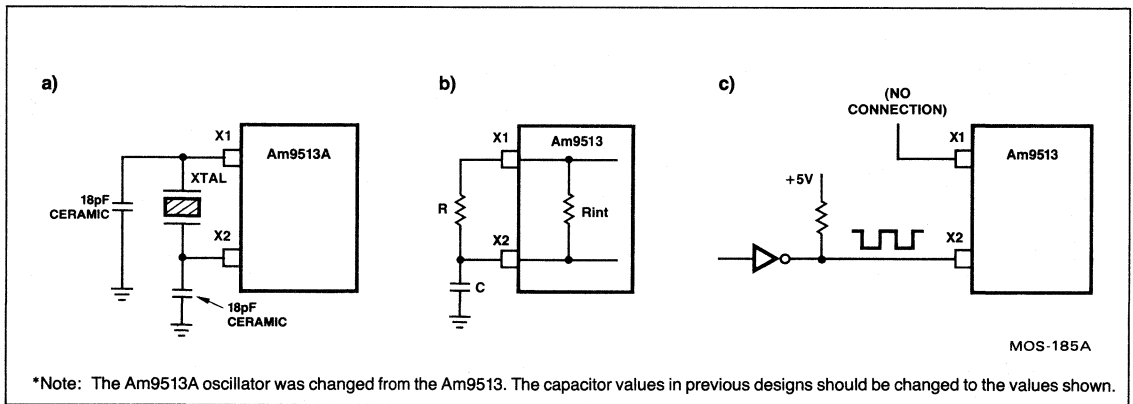 a)
X1
Am9513A
XTAL
18pF
CERAMIC
X2
18pF
CERAMIC
b)
X1
Am9513
R
Rint
X2
C
c)
(NO
CONNECTION)
X1
Am9513
+5V
X2
MOS-185A
*Note: The Am9513A oscillator was changed from the Am9513. The capacitor values in previous designs should be changed to the values shown.